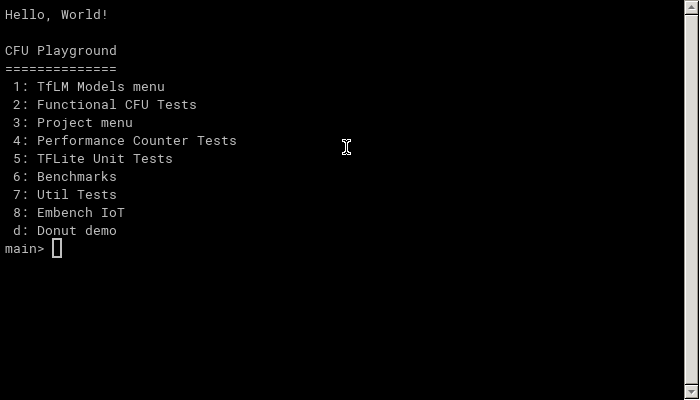 Hello, World!
CFU Playground
==============
1: TfLM Models menu
2: Functional CFU Tests
3: Project menu
4: Performance Counter Tests
5: TFLite Unit Tests
6: Benchmarks
7: Util Tests
8: Embench IoT
d: Donut demo
main>